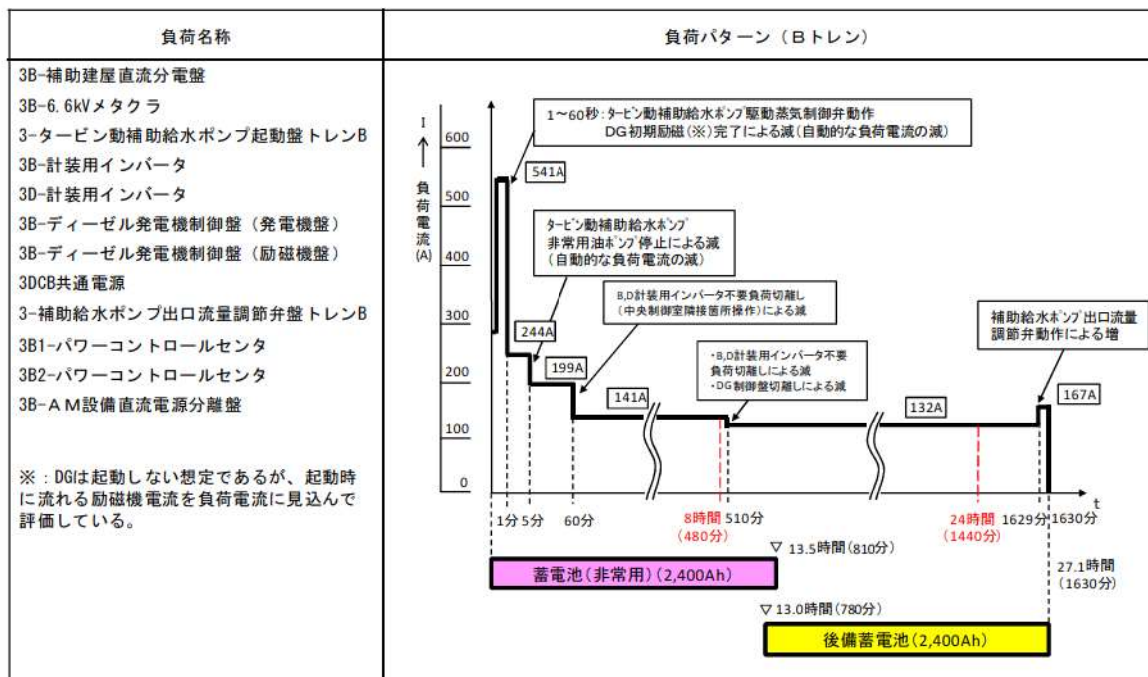 負荷名称
負荷パターン(Bトレン)
3B-補助建屋直流分電盤
3B-6.6kVメタクラ
3-タービン動補助給水ポンプ起動盤トレンB
3B-計装用インバータ
3D-計装用インバータ
3B-ディーゼル発電機制御盤(発電機盤)
3B-ディーゼル発電機制御盤(励磁機盤)
3DCB共通電源
3-補助給水ポンプ出口流量調節弁盤トレンB
3B1-パワーコントロールセンタ
3B2-パワーコントロールセンタ
3B-AM設備直流電源分離盤
※:DGは起動しない想定であるが、起動時
に流れる励磁機電流を負荷電流に見込んで
評価している。
I
負荷電流
(A)
600
500
400
300
200
100
0
1~60秒:タービン動補助給水ポンプ駆動蒸気制御弁動作
DG初期励磁(※)完了による減(自動的な負荷電流の減)
541A
タービン動補助給水ポンプ
非常用油ポンプ停止による減
(自動的な負荷電流の減)
244A
B,D計装用インバータ不要負荷切離し
(中央制御室隣接箇所操作)による減
199A
・B,D計装用インバータ不要
負荷切離しによる減
・DG制御盤切離しによる減
141A
補助給水ポンプ出口流量
調節弁動作による増
132A
167A
t
1分
5分
60分
8時間
(480分)
510分
24時間
(1440分)
1629分
1630分
▽13.5時間(810分)
27.1時間
(1630分)
蓄電池(非常用)(2,400Ah)
▽13.0時間(780分)
後備蓄電池(2,400Ah)